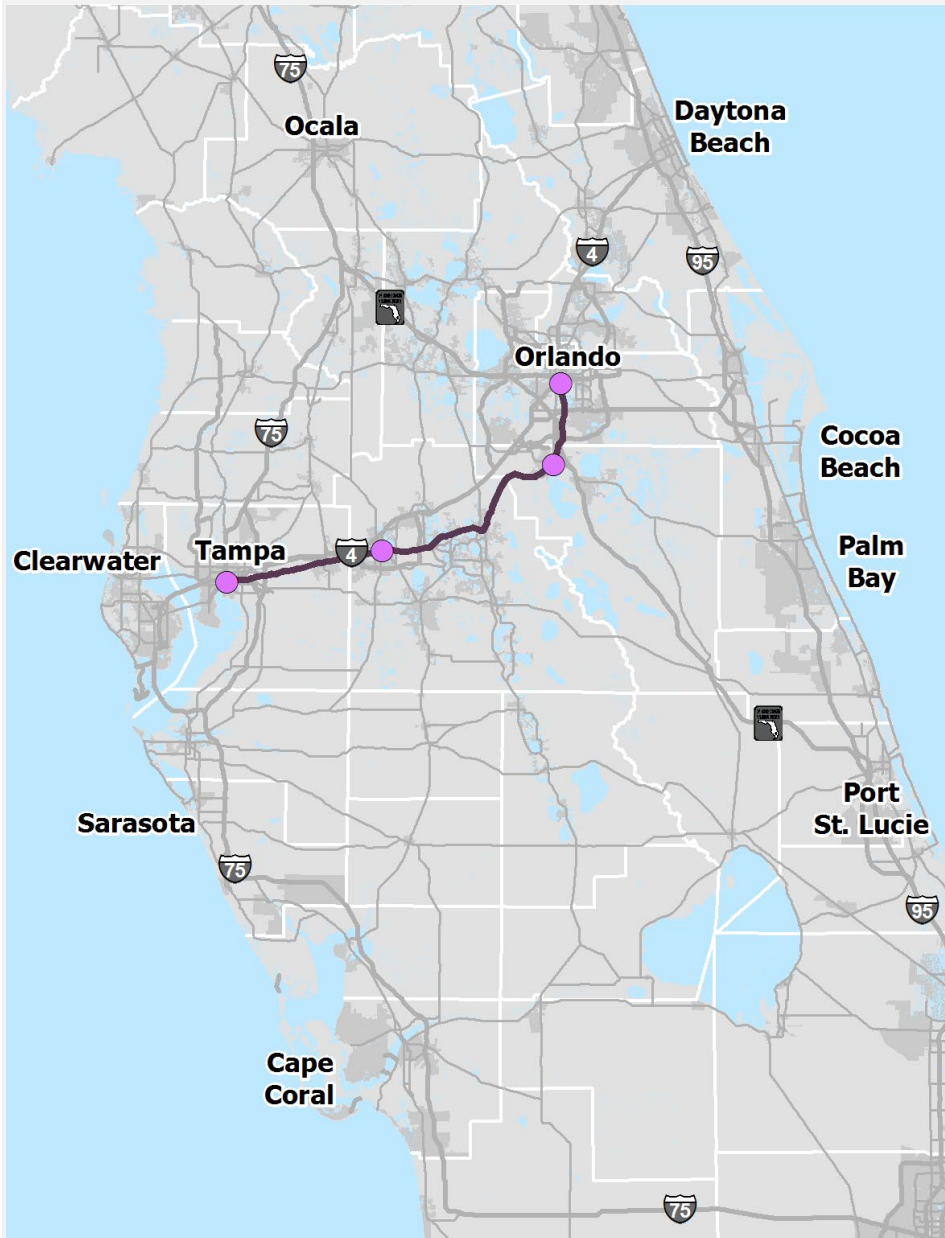 75
Ocala
Daytona
Beach
4
95
Orlando
75
Cocoa
Beach
Clearwater
Tampa
4
Palm
Bay
Sarasota
Port
St. Lucie
75
95
Cape
Coral
75